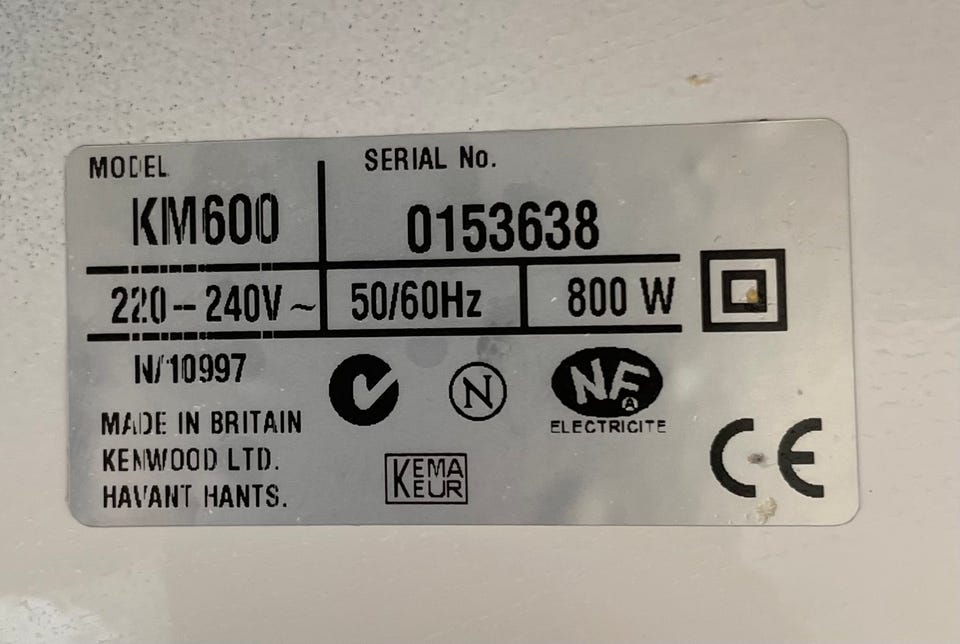 MODEL
SERIAL No.
KM600
0153638
220-240V~
50/60Hz
800 W
N/10997
N
NF
A
ELECTRICITE
MADE IN BRITAIN
KENWOOD LTD.
HAVANT HANTS.
KEMA
EUR
CE